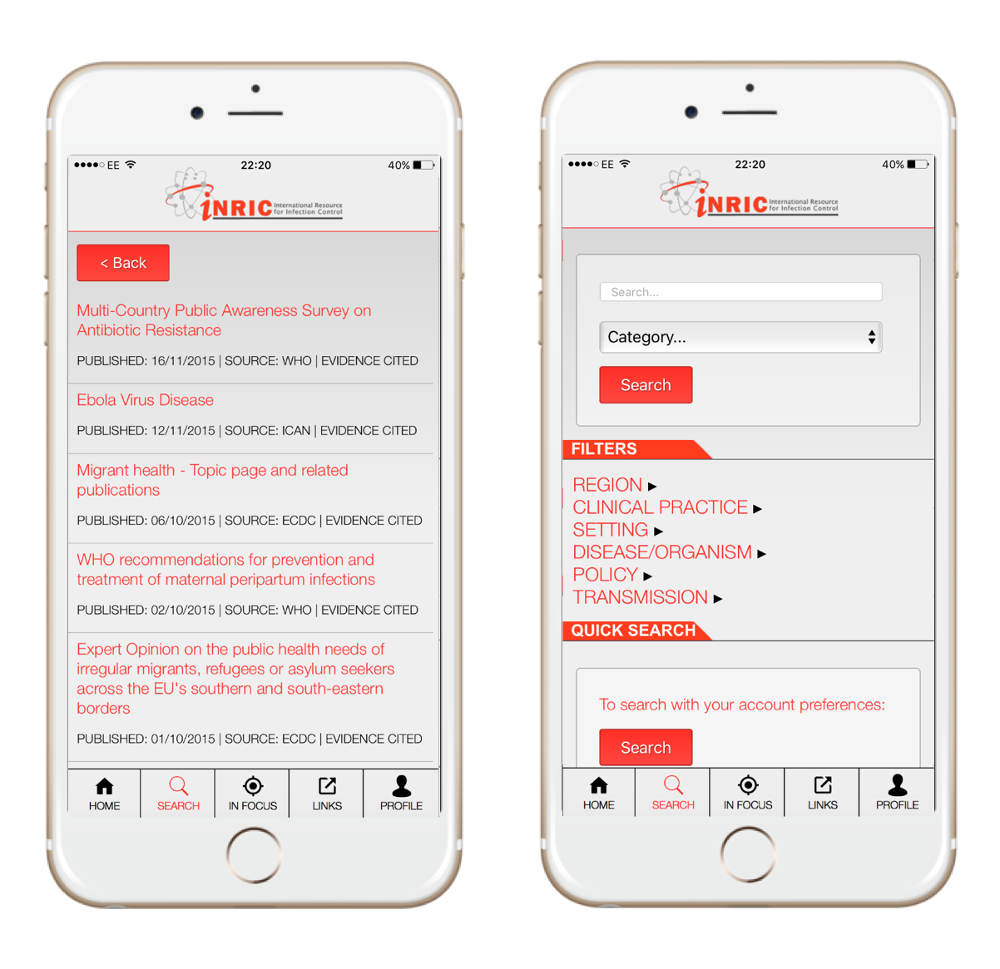 EE 22:20 40%
iNRIC International Resource
for Infection Control
< Back
Multi-Country Public Awareness Survey on
Antibiotic Resistance
PUBLISHED: 16/11/2015 | SOURCE: WHO | EVIDENCE CITED
Ebola Virus Disease
PUBLISHED: 12/11/2015 | SOURCE: ICAN | EVIDENCE CITED
Migrant health - Topic page and related
publications
PUBLISHED: 06/10/2015 | SOURCE: ECDC | EVIDENCE CITED
WHO recommendations for prevention and
treatment of maternal peripartum infections
PUBLISHED: 02/10/2015 | SOURCE: WHO | EVIDENCE CITED
Expert Opinion on the public health needs of
irregular migrants, refugees or asylum seekers
across the EU's southern and south-eastern
borders
PUBLISHED: 01/10/2015 | SOURCE: ECDC | EVIDENCE CITED
HOME SEARCH IN FOCUS LINKS PROFILE
EE 22:20 40%
iNRIC International Resource
for Infection Control
Search...
Category...
Search
FILTERS
REGION ▸
CLINICAL PRACTICE ▸
SETTING ▸
DISEASE/ORGANISM ▸
POLICY ▸
TRANSMISSION ▸
QUICK SEARCH
To search with your account preferences:
Search
HOME SEARCH IN FOCUS LINKS PROFILE